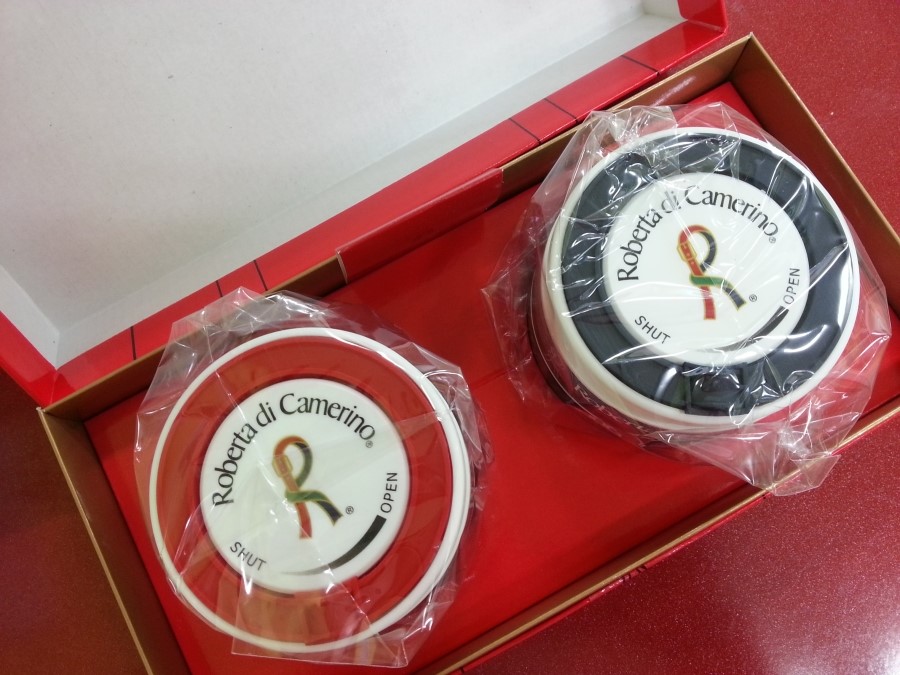 Roberta di Camerino®
®
SHUT
OPEN
Roberta di Camerino®
®
SHUT
OPEN